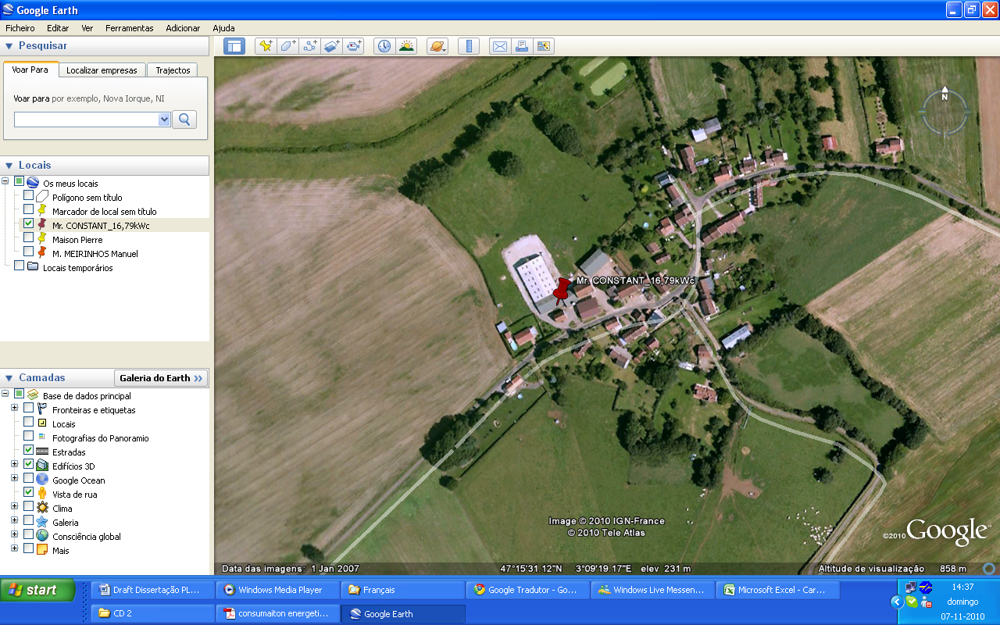 Google Earth
Ficheiro Editar Ver Ferramentas Adicionar Ajuda
Pesquisar
Voar Para Localizar empresas Trajectos
Voar para por exemplo, Nova Iorque, NI
Locais
Os meus locais
Polígono sem título
Marcador de local sem título
Mr. CONSTANT_16,79kWc
Maison Pierre
M. MEIRINHOS Manuel
Locais temporários
Camadas
Galeria do Earth »
Base de dados principal
Fronteiras e etiquetas
Locais
Fotografias do Panoramio
Estradas
Edifícios 3D
Google Ocean
Vista de rua
Clima
Galeria
Consciência global
Mais
N
Mr. CONSTANT_16,79kWc
Image © 2010 IGN-France
© 2010 Tele Atlas
©2010 Google™
Data das imagens: 1 Jan 2007 47°15'31.12"N 3°09'19.17"E elev 231 m Altitude de visualização 858 m
start
Draft Dissertação PL... Windows Media Player Français Google Tradutor - Go... Windows Live Messen... Microsoft Excel - Car...
CD 2 consumaiton energeti... Google Earth
14:37
domingo
07-11-2010